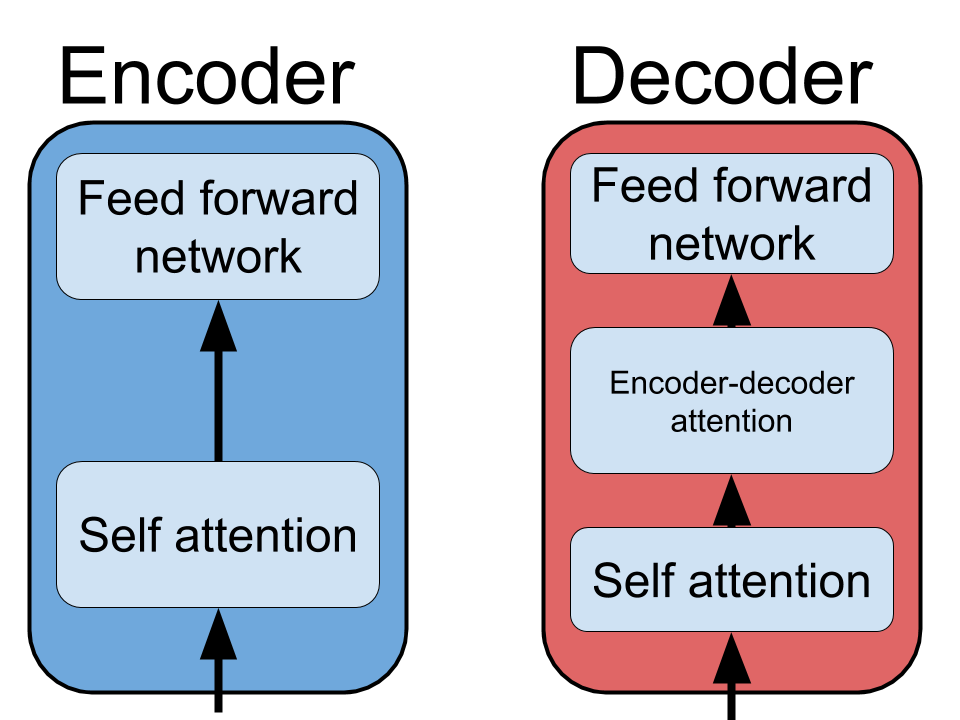 Encoder
Feed forward
network
Self attention
Decoder
Feed forward
network
Encoder-decoder
attention
Self attention